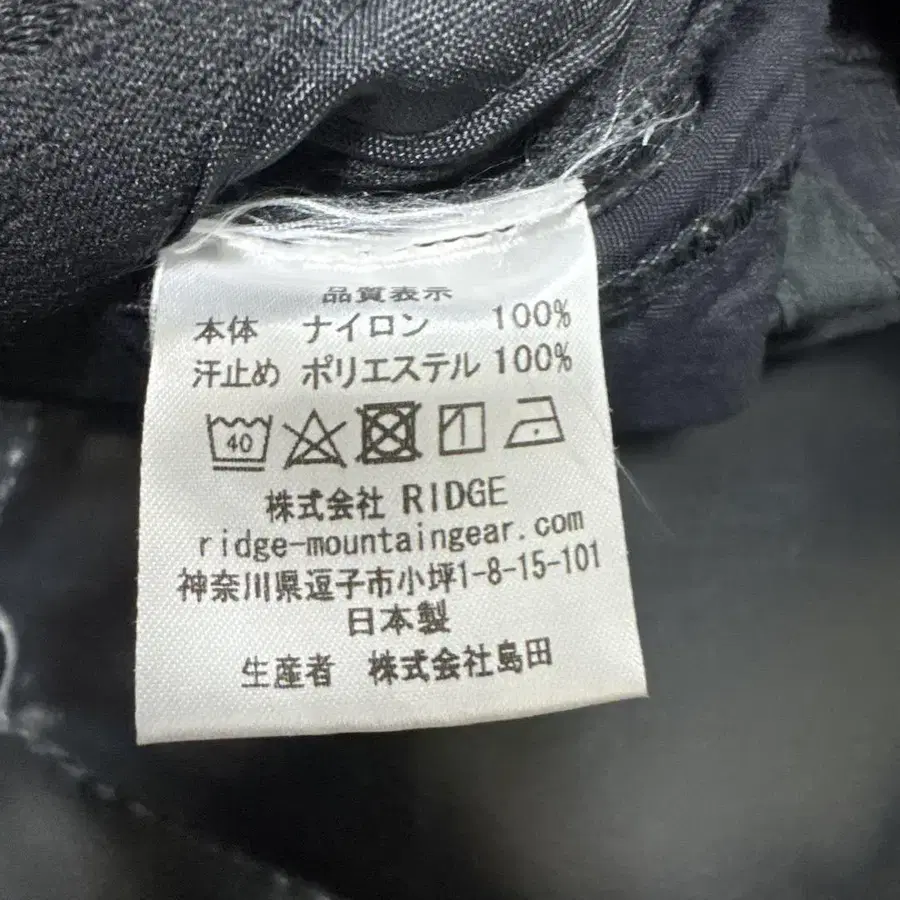 品質表示
本体 ナイロン 100%
汗止め ポリエステル 100%
40
株式会社 RIDGE
ridge-mountaingear.com
神奈川県逗子市小坪1-8-15-101
日本製
生産者 株式会社島田